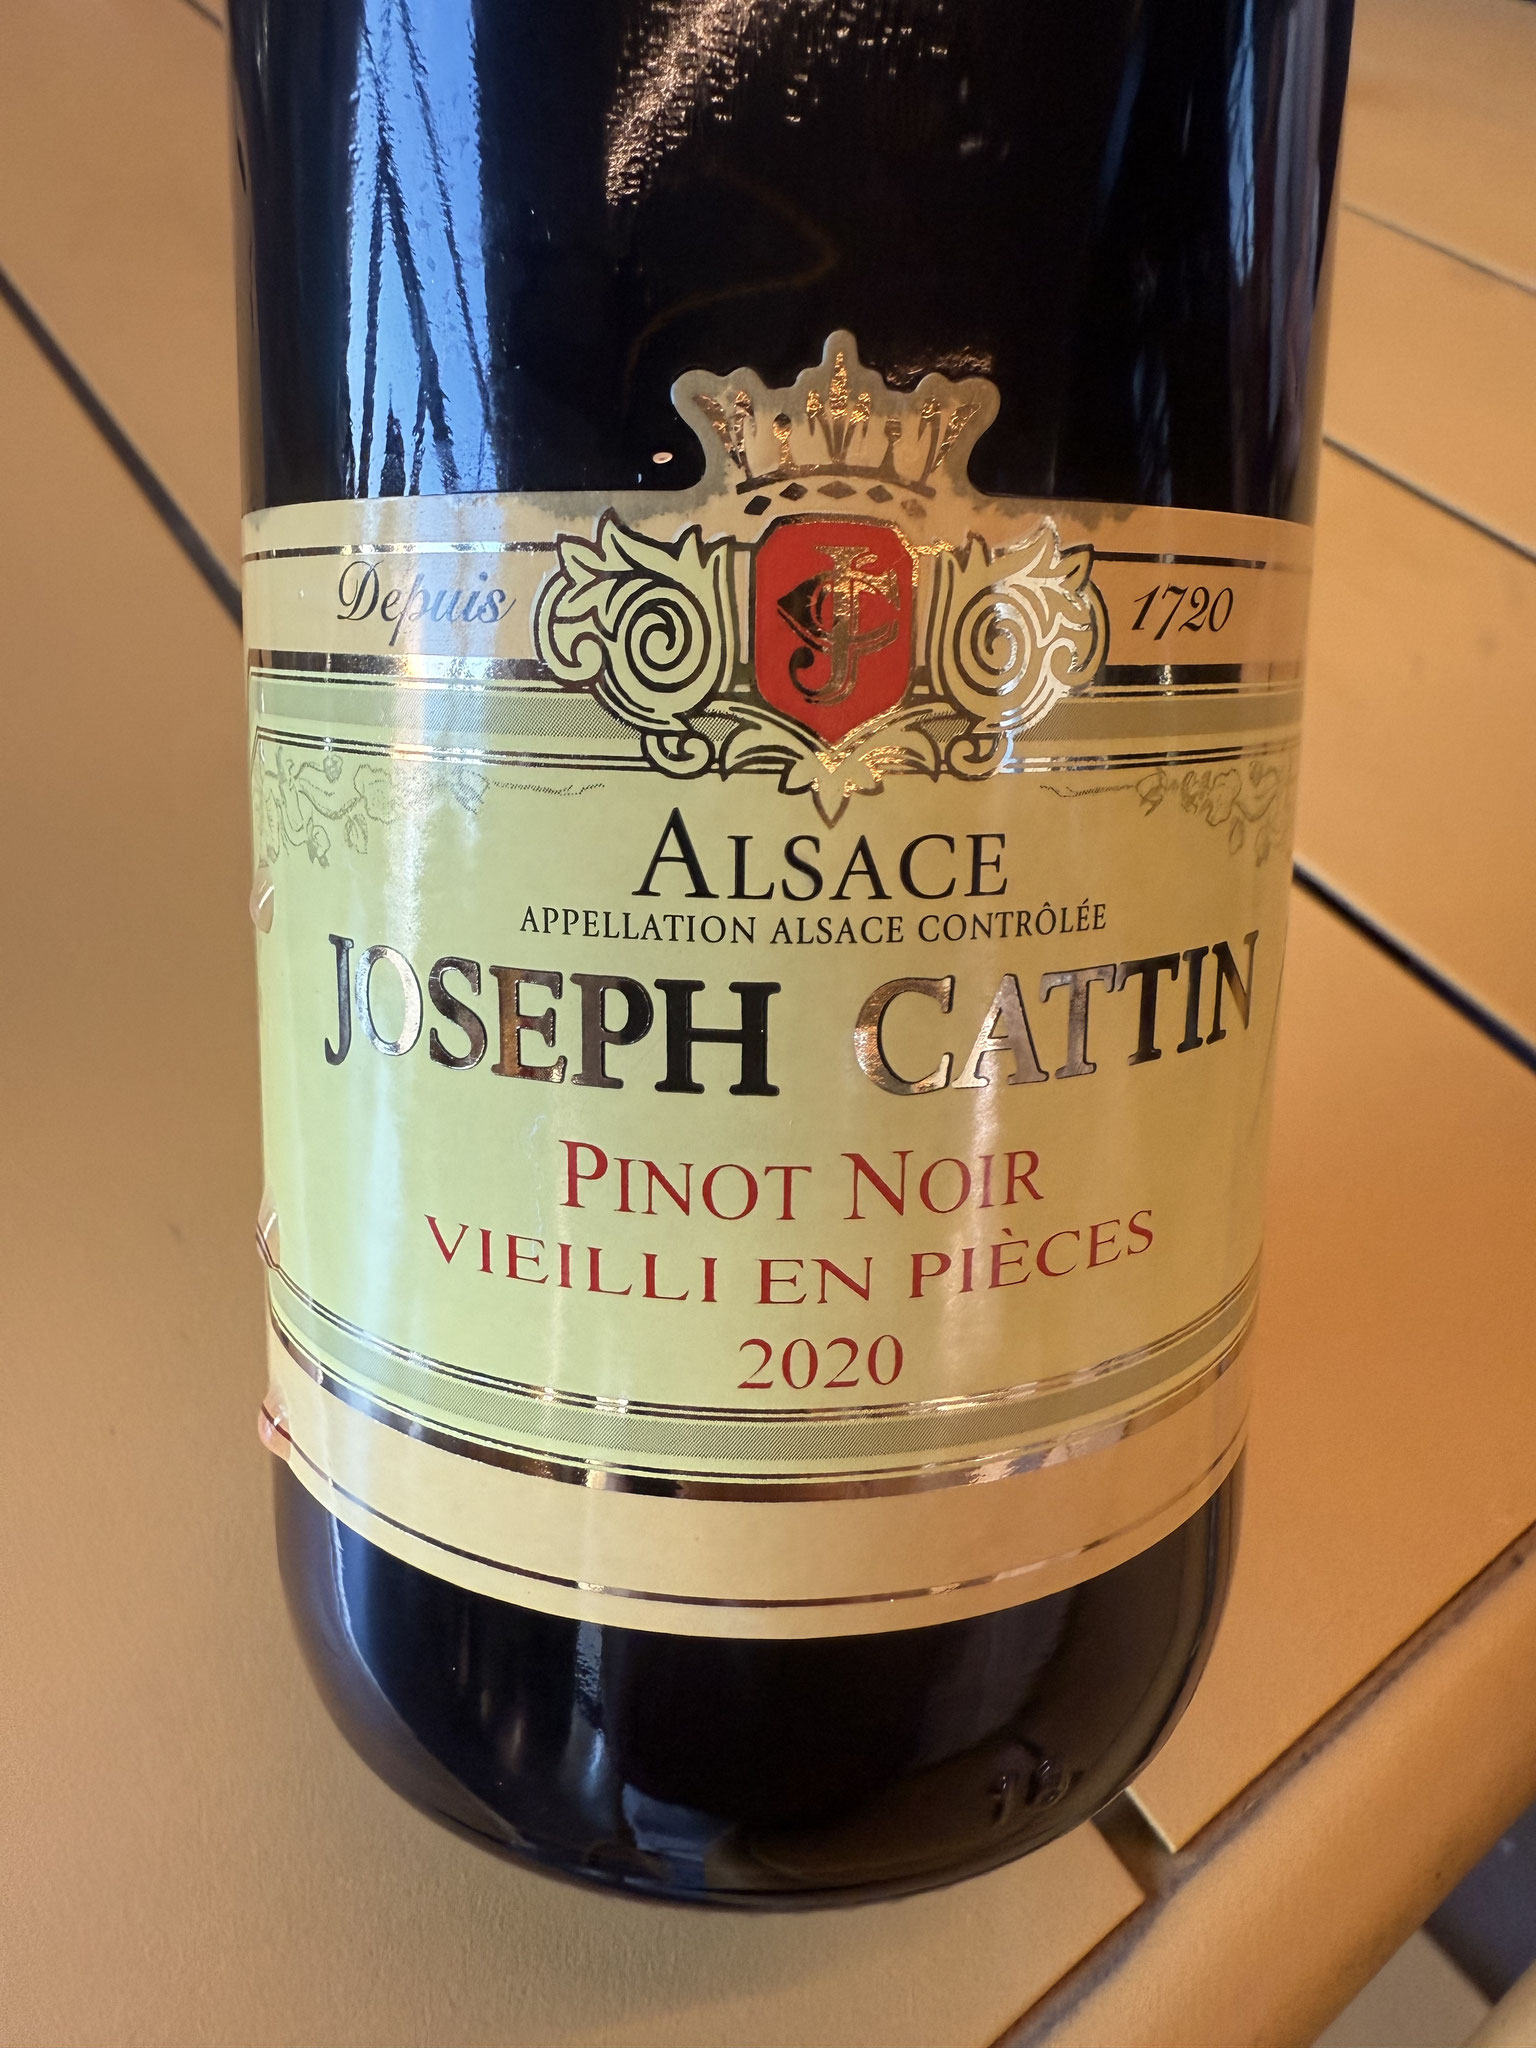 Depuis 1720
ALSACE
APPELLATION ALSACE CONTRÔLÉE
JOSEPH CATTIN
PINOT NOIR
VIEILLI EN PIÈCES
2020